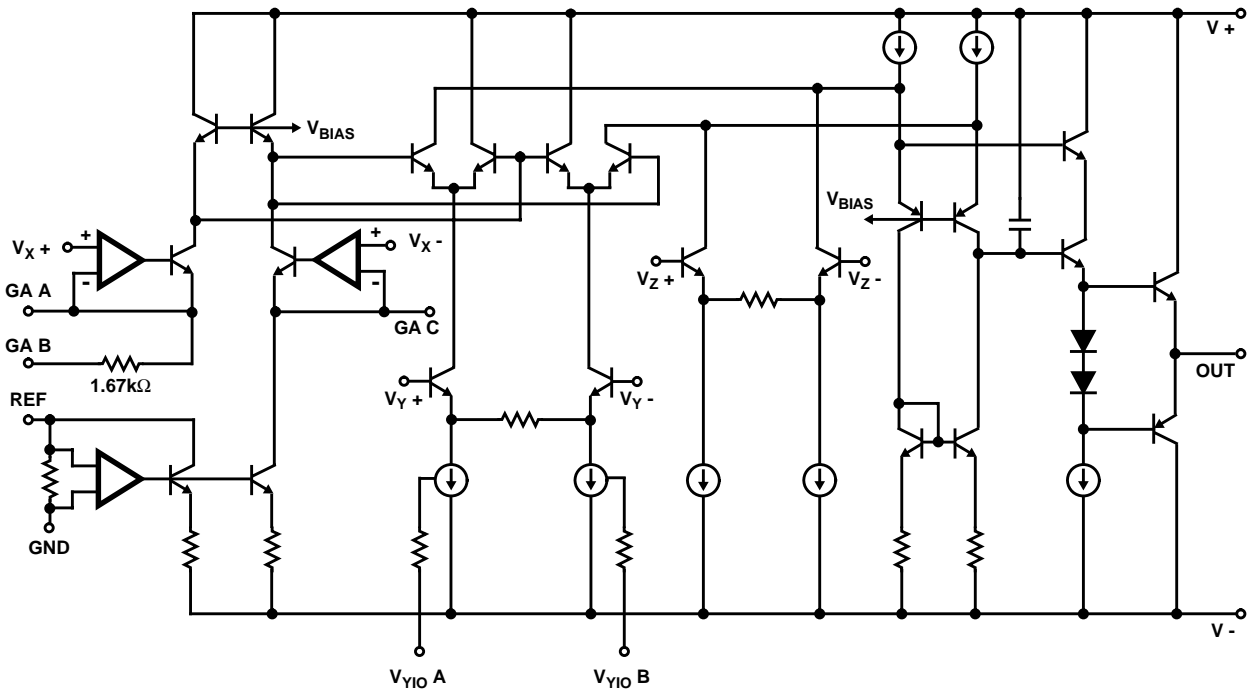 V +
V_BIAS
V_BIAS
V_X +
+
-
+
-
V_X -
V_Z +
V_Z -
GA A
GA C
GA B
1.67kΩ
OUT
V_Y +
V_Y -
REF
GND
V -
V_YIO A
V_YIO B